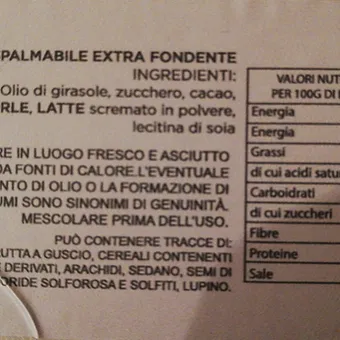 SPALMABILE EXTRA FONDENTE
INGREDIENTI:
Olio di girasole, zucchero, cacao,
RLE, LATTE scremato in polvere,
lecitina di soia
RE IN LUOGO FRESCO E ASCIUTTO
DA FONTI DI CALORE.L'EVENTUALE
NTO DI OLIO O LA FORMAZIONE DI
UMI SONO SINONIMI DI GENUINITÀ.
MESCOLARE PRIMA DELL'USO.
PUÒ CONTENERE TRACCE DI:
RUTTA A GUSCIO, CEREALI CONTENENTI
E DERIVATI, ARACHIDI, SEDANO, SEMI DI
ORIDE SOLFOROSA E SOLFITI, LUPINO.
VALORI NUT
PER 100G DI
Energia
Energia
Grassi
di cui acidi satu
Carboidrati
di cui zuccheri
Fibre
Proteine
Sale